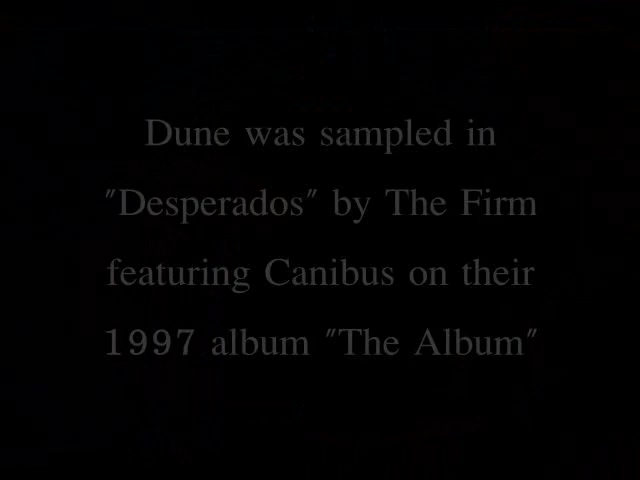 Dune was sampled in
"Desperados" by The Firm
featuring Canibus on their
1997 album "The Album"